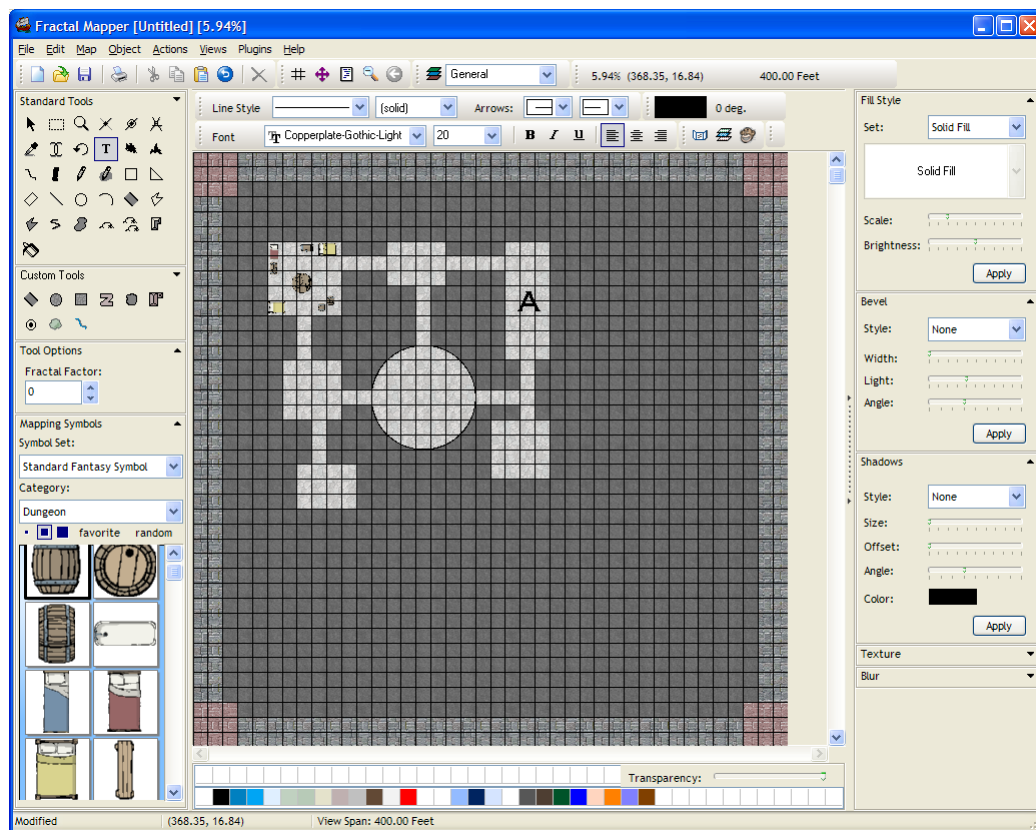 Fractal Mapper [Untitled] [5.94%]
File Edit Map Object Actions Views Plugins Help
General 5.94% (368.35, 16.84) 400.00 Feet
Standard Tools
Line Style (solid) Arrows: 0 deg.
Font Copperplate-Gothic-Light 20 B I U
T
A
Custom Tools
Tool Options
Fractal Factor:
0
Mapping Symbols
Symbol Set:
Standard Fantasy Symbol
Category:
Dungeon
favorite random
Fill Style
Set: Solid Fill
Solid Fill
Scale:
Brightness:
Apply
Bevel
Style: None
Width:
Light:
Angle:
Apply
Shadows
Style: None
Size:
Offset:
Angle:
Color:
Apply
Texture
Blur
Transparency:
Modified (368.35, 16.84) View Span: 400.00 Feet